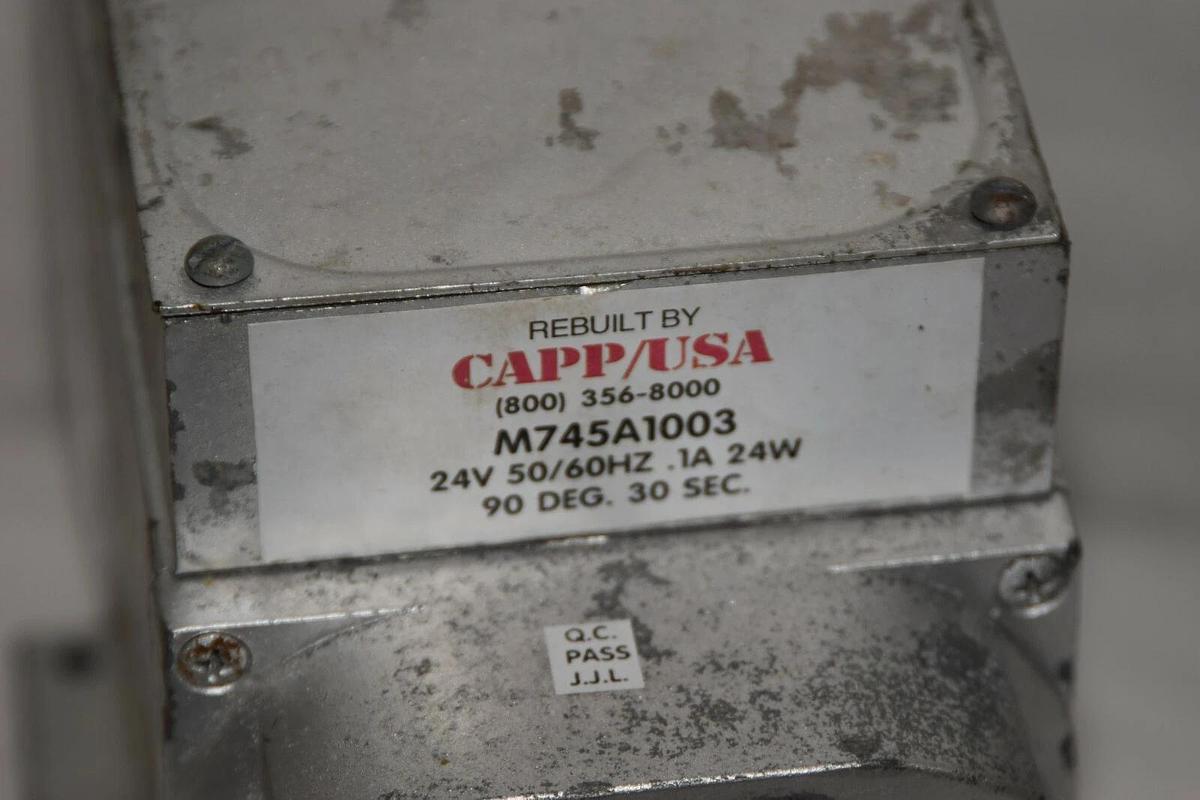 REBUILT BY
CAPP/USA
(800) 356-8000
M745A1003
24V 50/60HZ .1A 24W
90 DEG. 30 SEC.
Q.C.
PASS
J.J.L.